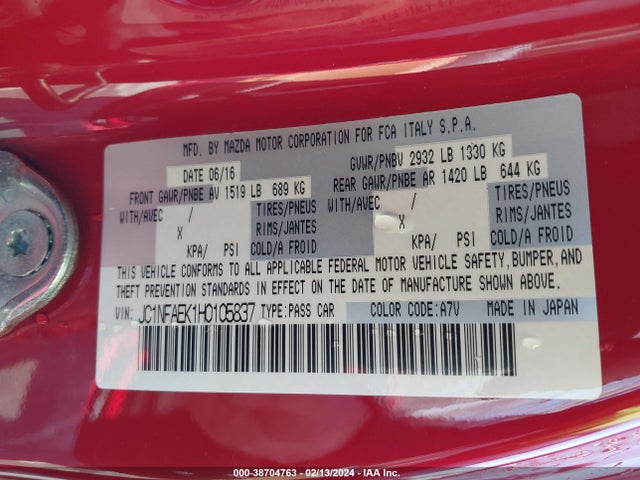 MFD. BY MAZDA MOTOR CORPORATION FOR FCA ITALY S.P.A.
DATE 06/16 GVWR/PNBV 2932 LB 1330 KG
FRONT GAWR/PNBE AV 1519 LB 689 KG REAR GAWR/PNBE AR 1420 LB 644 KG
WITH/AVEC / TIRES/PNEUS WITH/AVEC / TIRES/PNEUS
X RIMS/JANTES X RIMS/JANTES
KPA/ PSI COLD/A FROID KPA/ PSI COLD/A FROID
THIS VEHICLE CONFORMS TO ALL APPLICABLE FEDERAL MOTOR VEHICLE SAFETY, BUMPER, AND
THEFT PREVENTION STANDARDS IN EFFECT ON THE DATE OF MANUFACTURE SHOWN ABOVE.
VIN: JC1NFAEK1H0105837 TYPE:PASS CAR COLOR CODE:A7V MADE IN JAPAN
000-38704763 - 02/13/2024 - IAA Inc.